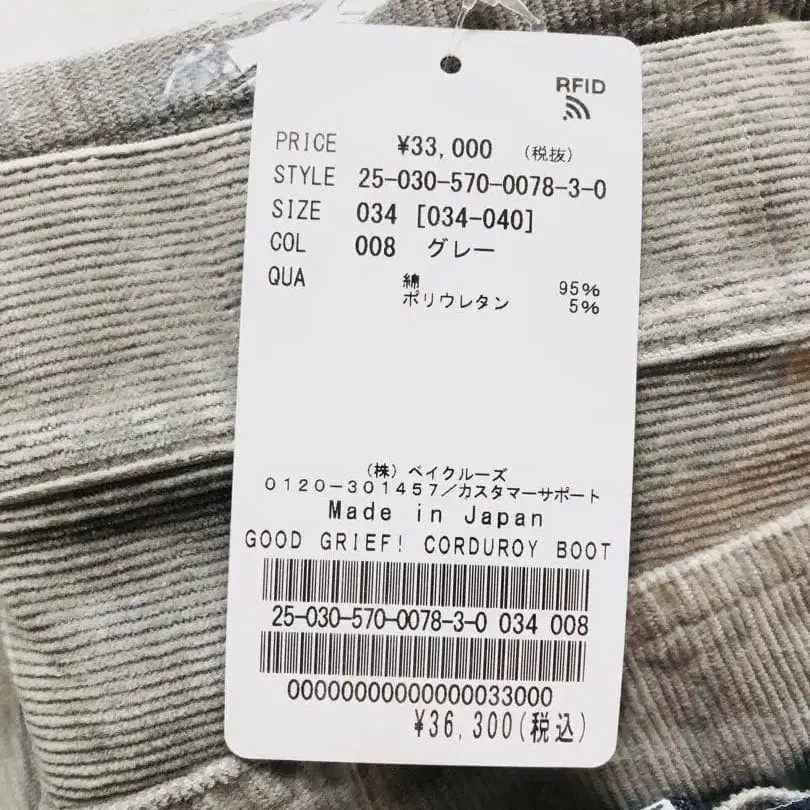 RFID
PRICE ¥33,000 (税抜)
STYLE 25-030-570-0078-3-0
SIZE 034 [034-040]
COL 008 グレー
QUA 綿 95%
ポリウレタン 5%
(株) ベイクルーズ
0120-301457/カスタマーサポート
Made in Japan
GOOD GRIEF! CORDUROY BOOT
25-030-570-0078-3-0 034 008
00000000000000033000
¥36,300(税込)